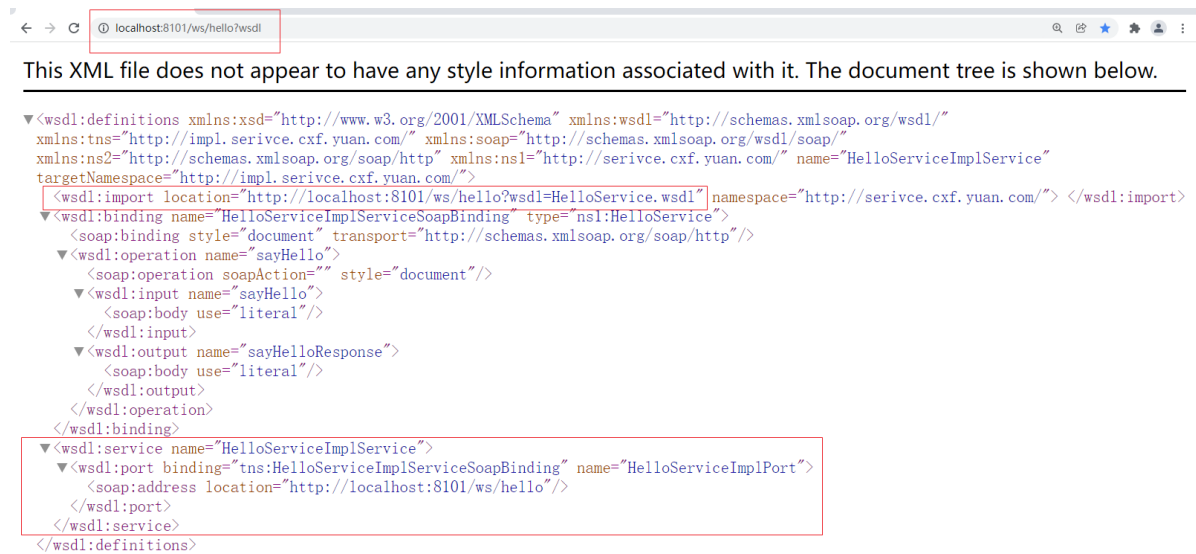 localhost:8101/ws/hello?wsdl
This XML file does not appear to have any style information associated with it. The document tree is shown below.
▼<wsdl:definitions xmlns:xsd="http://www.w3.org/2001/XMLSchema" xmlns:wsdl="http://schemas.xmlsoap.org/wsdl/"
xmlns:tns="http://impl.serivce.cxf.yuan.com/" xmlns:soap="http://schemas.xmlsoap.org/wsdl/soap/"
xmlns:ns2="http://schemas.xmlsoap.org/soap/http" xmlns:ns1="http://serivce.cxf.yuan.com/" name="HelloServiceImplService"
targetNamespace="http://impl.serivce.cxf.yuan.com/">
<wsdl:import location="http://localhost:8101/ws/hello?wsdl=HelloService.wsdl" namespace="http://serivce.cxf.yuan.com/"> </wsdl:import>
▼<wsdl:binding name="HelloServiceImplServiceSoapBinding" type="ns1:HelloService">
<soap:binding style="document" transport="http://schemas.xmlsoap.org/soap/http"/>
▼<wsdl:operation name="sayHello">
<soap:operation soapAction="" style="document"/>
▼<wsdl:input name="sayHello">
<soap:body use="literal"/>
</wsdl:input>
▼<wsdl:output name="sayHelloResponse">
<soap:body use="literal"/>
</wsdl:output>
</wsdl:operation>
</wsdl:binding>
▼<wsdl:service name="HelloServiceImplService">
▼<wsdl:port binding="tns:HelloServiceImplServiceSoapBinding" name="HelloServiceImplPort">
<soap:address location="http://localhost:8101/ws/hello"/>
</wsdl:port>
</wsdl:service>
</wsdl:definitions>